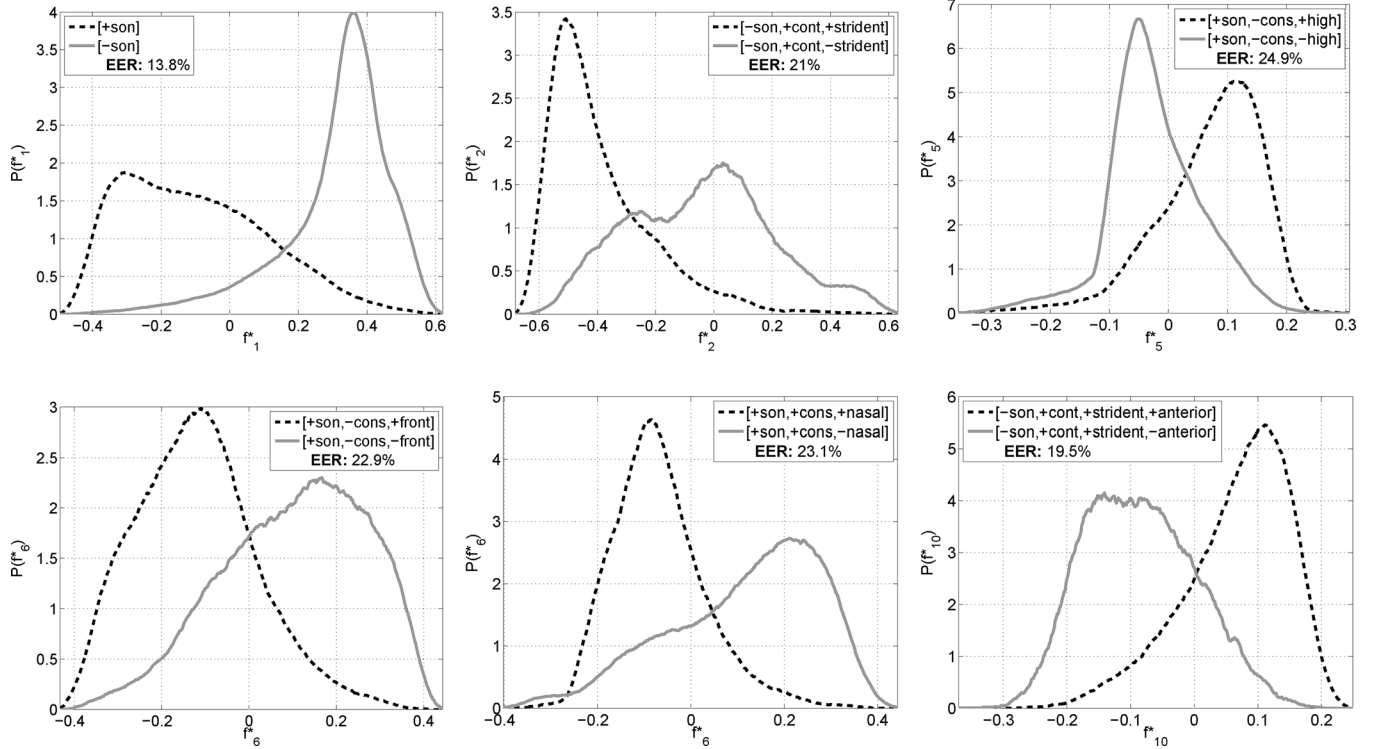 [+son]
[−son]
EER: 13.8%
P(f*1)
4
3.5
3
2.5
2
1.5
1
0.5
0
−0.4 −0.2 0 0.2 0.4 0.6
f*1
[−son,+cont,+strident]
[−son,+cont,−strident]
EER: 21%
P(f*2)
3.5
3
2.5
2
1.5
1
0.5
0
−0.6 −0.4 −0.2 0 0.2 0.4 0.6
f*2
[+son,−cons,+high]
[+son,−cons,−high]
EER: 24.9%
P(f*5)
7
6
5
4
3
2
1
0
−0.3 −0.2 −0.1 0 0.1 0.2 0.3
f*5
[+son,−cons,+front]
[+son,−cons,−front]
EER: 22.9%
P(f*6)
3
2.5
2
1.5
1
0.5
0
−0.4 −0.2 0 0.2 0.4
f*6
[+son,+cons,+nasal]
[+son,+cons,−nasal]
EER: 23.1%
P(f*6)
5
4
3
2
1
0
−0.4 −0.2 0 0.2 0.4
f*6
[−son,+cont,+strident,+anterior]
[−son,+cont,+strident,−anterior]
EER: 19.5%
P(f*10)
6
5
4
3
2
1
0
−0.3 −0.2 −0.1 0 0.1 0.2
f*10